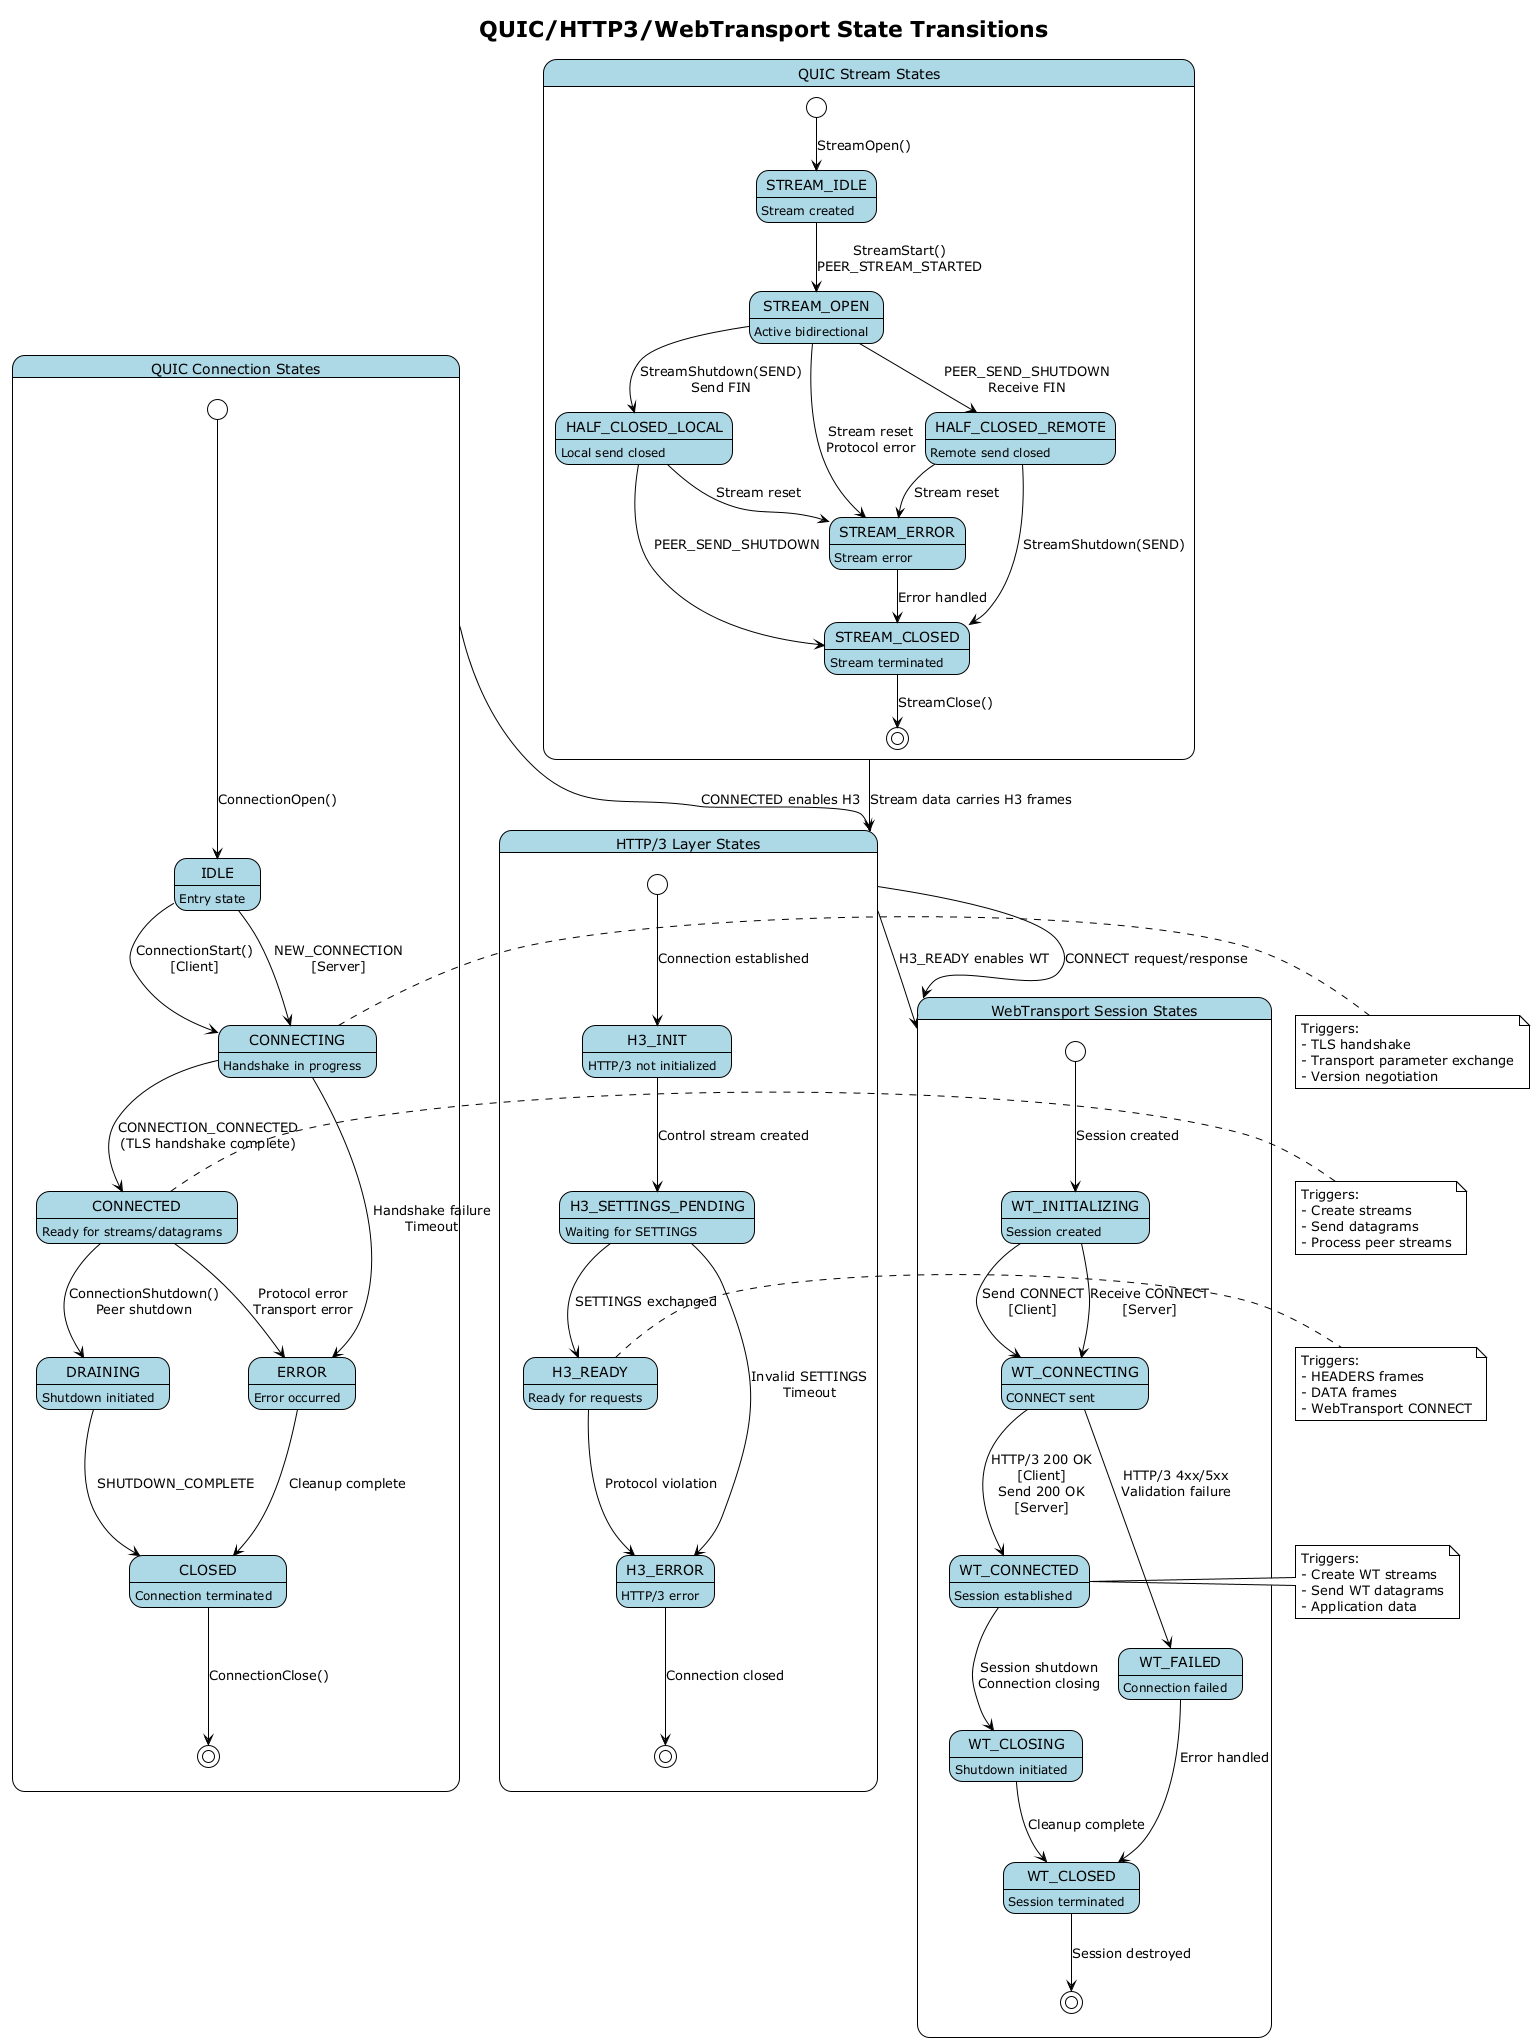 QUIC/HTTP3/WebTransport State Transitions
QUIC Stream States
StreamOpen()
STREAM_IDLE
Stream created
StreamStart()
PEER_STREAM_STARTED
STREAM_OPEN
Active bidirectional
StreamShutdown(SEND)
Send FIN
Stream reset
Protocol error
PEER_SEND_SHUTDOWN
Receive FIN
HALF_CLOSED_LOCAL
Local send closed
HALF_CLOSED_REMOTE
Remote send closed
Stream reset
Stream reset
STREAM_ERROR
Stream error
PEER_SEND_SHUTDOWN
StreamShutdown(SEND)
Error handled
STREAM_CLOSED
Stream terminated
StreamClose()
QUIC Connection States
ConnectionOpen()
IDLE
Entry state
ConnectionStart()
[Client]
NEW_CONNECTION
[Server]
CONNECTING
Handshake in progress
CONNECTION_CONNECTED
(TLS handshake complete)
Handshake failure
Timeout
CONNECTED
Ready for streams/datagrams
ConnectionShutdown()
Peer shutdown
Protocol error
Transport error
DRAINING
Shutdown initiated
ERROR
Error occurred
SHUTDOWN_COMPLETE
Cleanup complete
CLOSED
Connection terminated
ConnectionClose()
CONNECTED enables H3
Stream data carries H3 frames
HTTP/3 Layer States
Connection established
H3_INIT
HTTP/3 not initialized
Control stream created
H3_SETTINGS_PENDING
Waiting for SETTINGS
SETTINGS exchanged
Invalid SETTINGS
Timeout
H3_READY
Ready for requests
Protocol violation
H3_ERROR
HTTP/3 error
Connection closed
H3_READY enables WT
CONNECT request/response
WebTransport Session States
Session created
WT_INITIALIZING
Session created
Send CONNECT
[Client]
Receive CONNECT
[Server]
WT_CONNECTING
CONNECT sent
HTTP/3 200 OK
[Client]
Send 200 OK
[Server]
HTTP/3 4xx/5xx
Validation failure
WT_CONNECTED
Session established
Session shutdown
Connection closing
WT_FAILED
Connection failed
WT_CLOSING
Shutdown initiated
Error handled
Cleanup complete
WT_CLOSED
Session terminated
Session destroyed
Triggers:
- TLS handshake
- Transport parameter exchange
- Version negotiation
Triggers:
- Create streams
- Send datagrams
- Process peer streams
Triggers:
- HEADERS frames
- DATA frames
- WebTransport CONNECT
Triggers:
- Create WT streams
- Send WT datagrams
- Application data